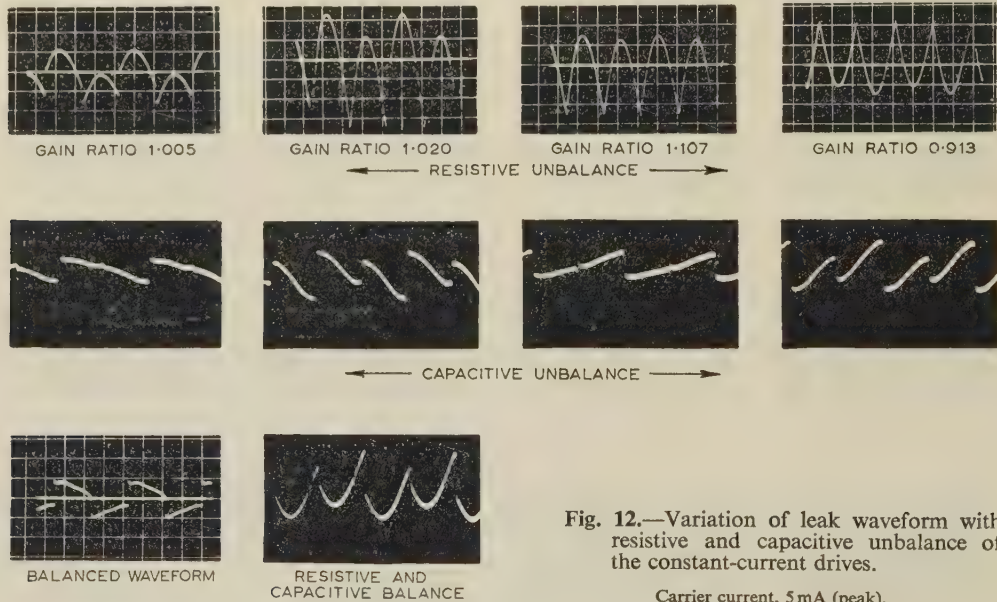 GAIN RATIO 1·005
GAIN RATIO 1·020
GAIN RATIO 1·107
GAIN RATIO 0·913
RESISTIVE UNBALANCE
CAPACITIVE UNBALANCE
BALANCED WAVEFORM
RESISTIVE AND
CAPACITIVE BALANCE
Fig. 12.—Variation of leak waveform with
resistive and capacitive unbalance of
the constant-current drives.
Carrier current, 5 mA (peak).